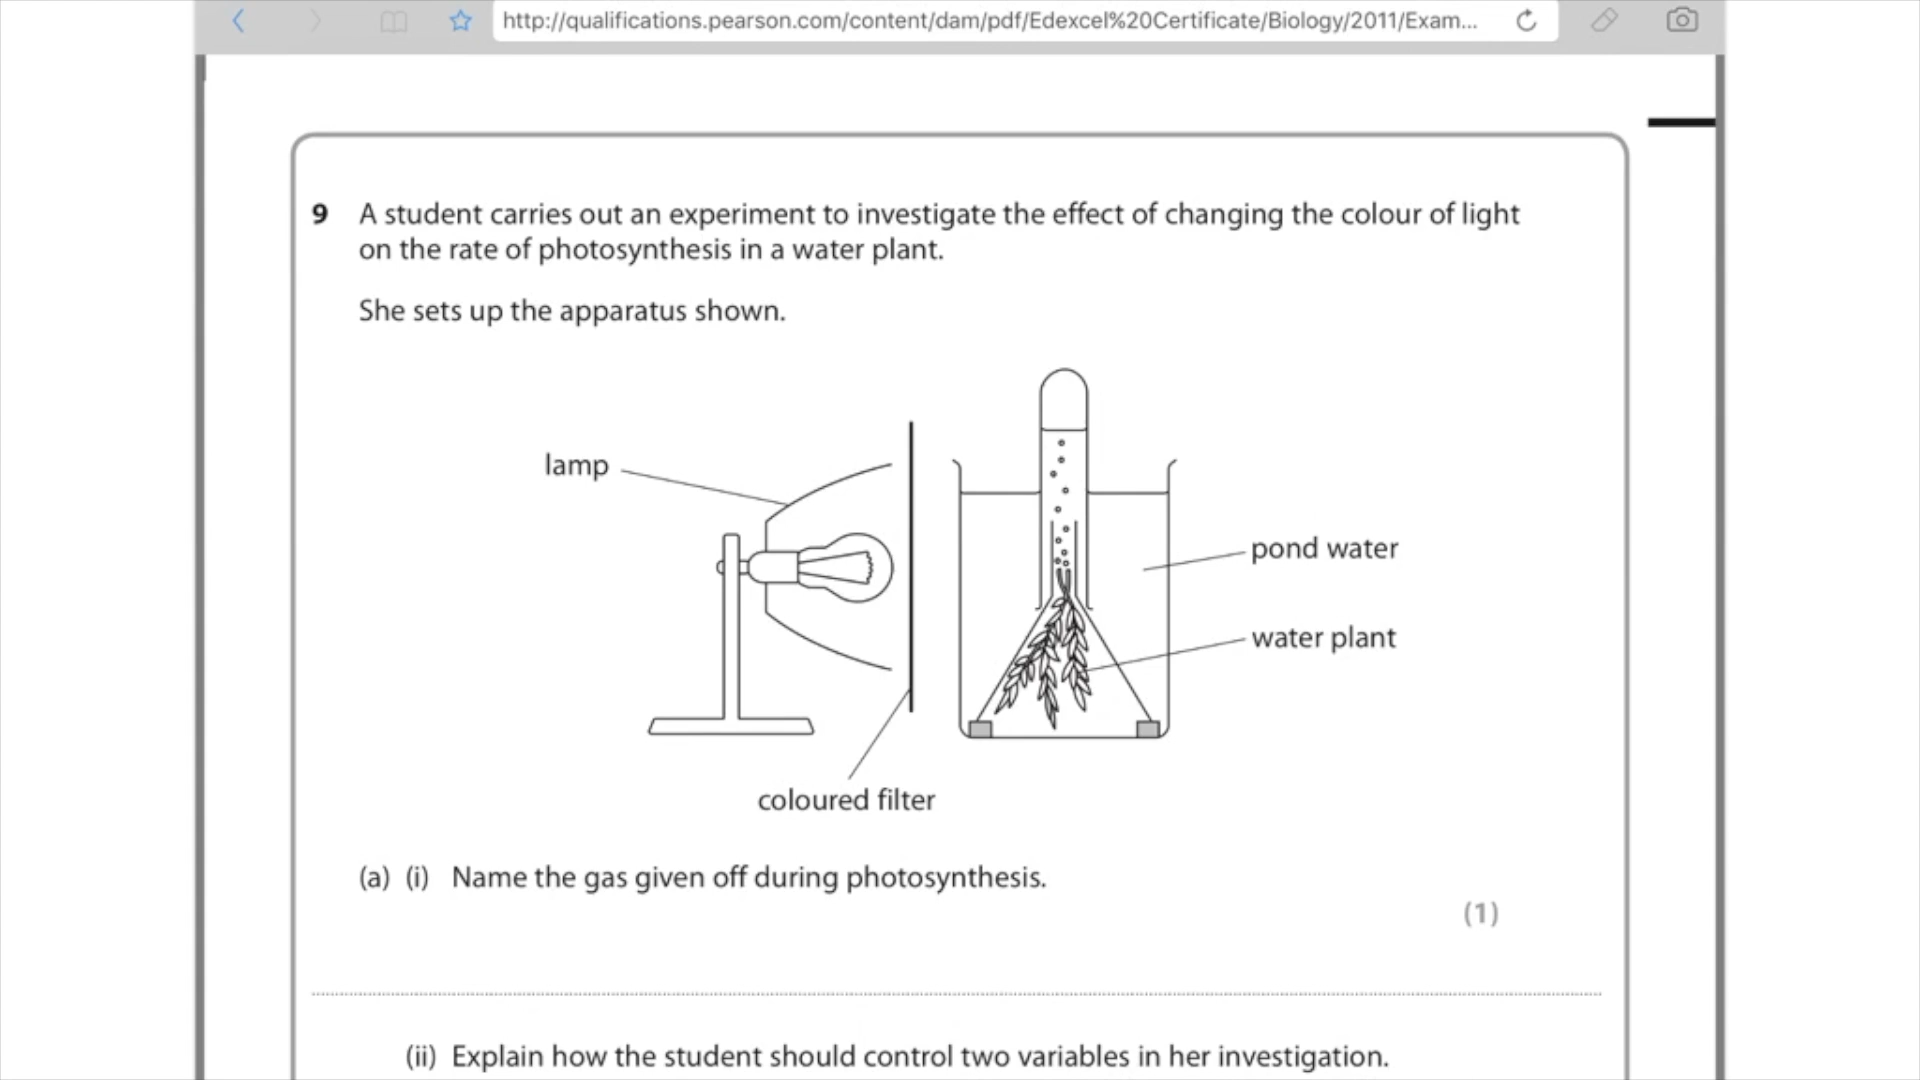 http://qualifications.pearson.com/content/dam/pdf/Edexcel%20Certificate/Biology/2011/Exam...
9 A student carries out an experiment to investigate the effect of changing the colour of light
on the rate of photosynthesis in a water plant.
She sets up the apparatus shown.
lamp
pond water
water plant
coloured filter
(a) (i) Name the gas given off during photosynthesis.
(1)
(ii) Explain how the student should control two variables in her investigation.